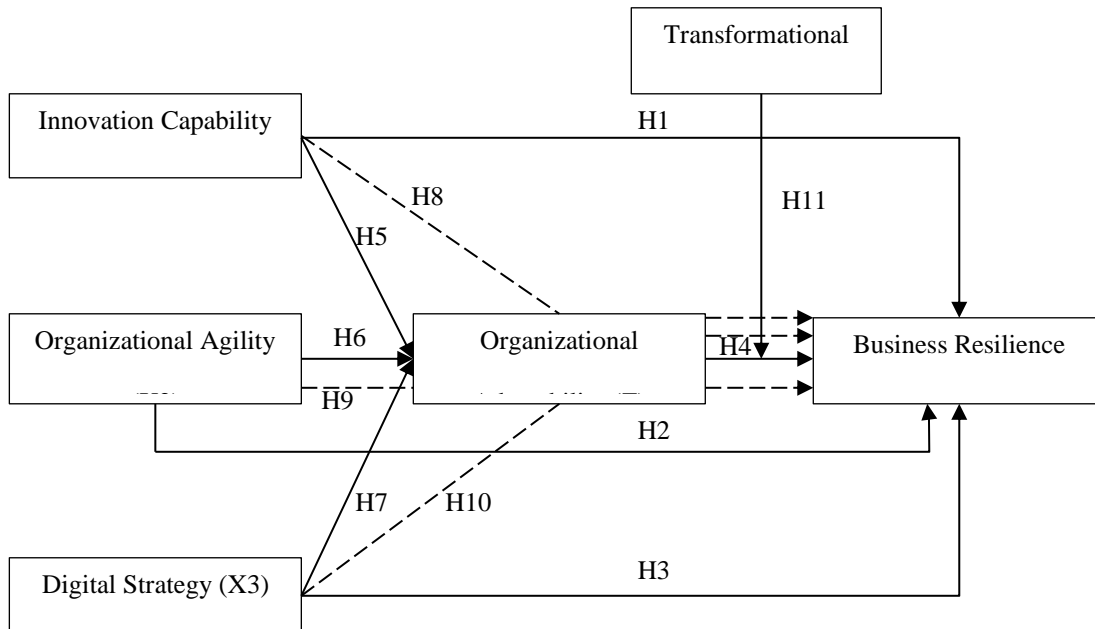 Transformational
Innovation Capability
H1
H8
H11
H5
Organizational Agility
H6
Organizational
H4
Business Resilience
H9
H2
H7
H10
Digital Strategy (X3)
H3